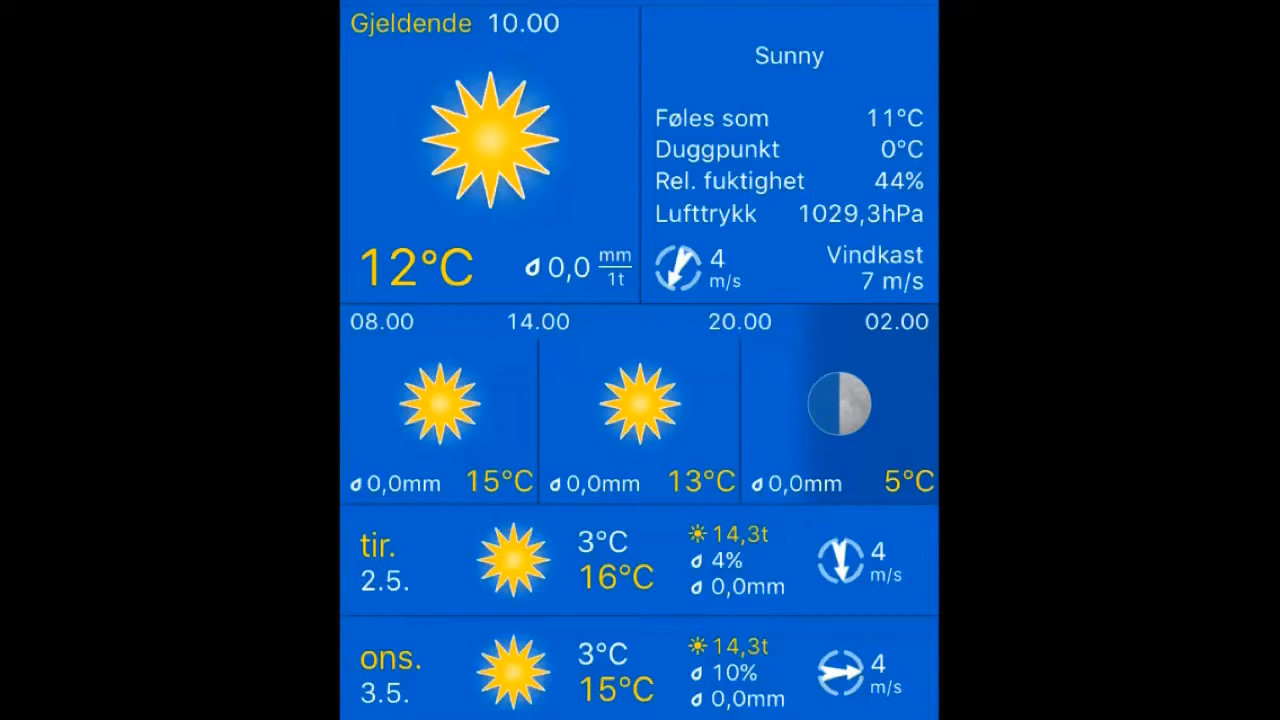 Gjeldende 10.00
12°C 0,0 mm
1t
Sunny
Føles som 11°C
Duggpunkt 0°C
Rel. fuktighet 44%
Lufttrykk 1029,3hPa
4 m/s
Vindkast
7 m/s
08.00 14.00 20.00 02.00
0,0mm 15°C 0,0mm 13°C 0,0mm 5°C
tir.
2.5.
3°C
16°C
14,3t
4%
0,0mm
4
m/s
ons.
3.5.
3°C
15°C
14,3t
10%
0,0mm
4
m/s